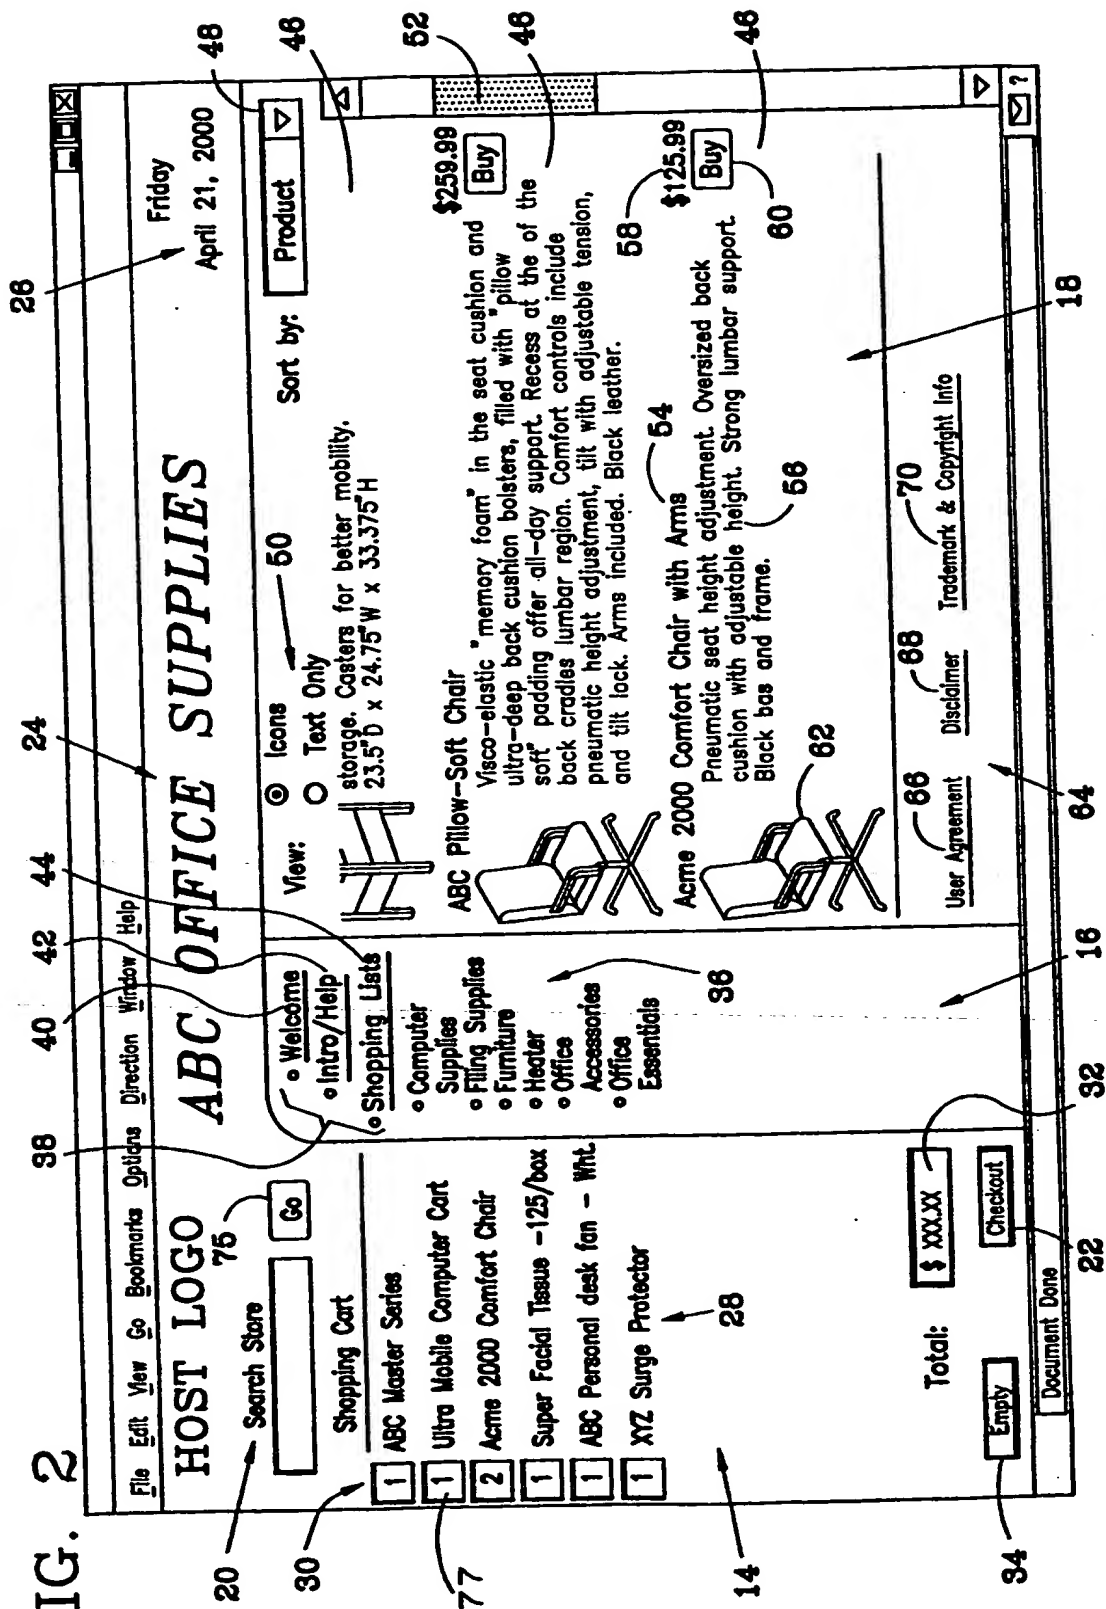 FIG. 2
File Edit View Go Bookmarks Options Direction Window Help
HOST LOGO
ABC OFFICE SUPPLIES
Friday
April 21, 2000
Search Store
Go
Shopping Cart
1 ABC Master Series
1 Ultra Mobile Computer Cart
2 Acme 2000 Comfort Chair
1 Super Facial Tissue -125/box
1 ABC Personal desk fan - Wht.
1 XYZ Surge Protector
Total: $ XXX.XX
Empty
Checkout
Document Done
• Welcome
• Intro/Help
• Shopping Lists
• Computer
Supplies
• Filing Supplies
• Furniture
• Heater
• Office
Accessories
• Office
Essentials
View: Icons
Text Only
Sort by: Product
storage. Casters for better mobility.
23.5"D x 24.75"W x 33.375"H
ABC Pillow-Soft Chair
$259.99
Buy
Visco-elastic "memory foam" in the seat cushion and
ultra-deep back cushion bolsters, filled with "pillow
soft" padding offer all-day support. Recess at the of the
back cradles lumbar region. Comfort controls include
pneumatic height adjustment, tilt with adjustable tension,
and tilt lock. Arms included. Black leather.
Acme 2000 Comfort Chair with Arms
$125.99
Buy
Pneumatic seat height adjustment. Oversized back
cushion with adjustable height. Strong lumbar support.
Black bas and frame.
User Agreement
Disclaimer
Trademark & Copyright Info
?
20
30
77
14
34
75
38
40
42
44
24
26
48
46
52
46
46
50
54
56
58
60
62
64
66
68
70
18
16
36
32
22
28